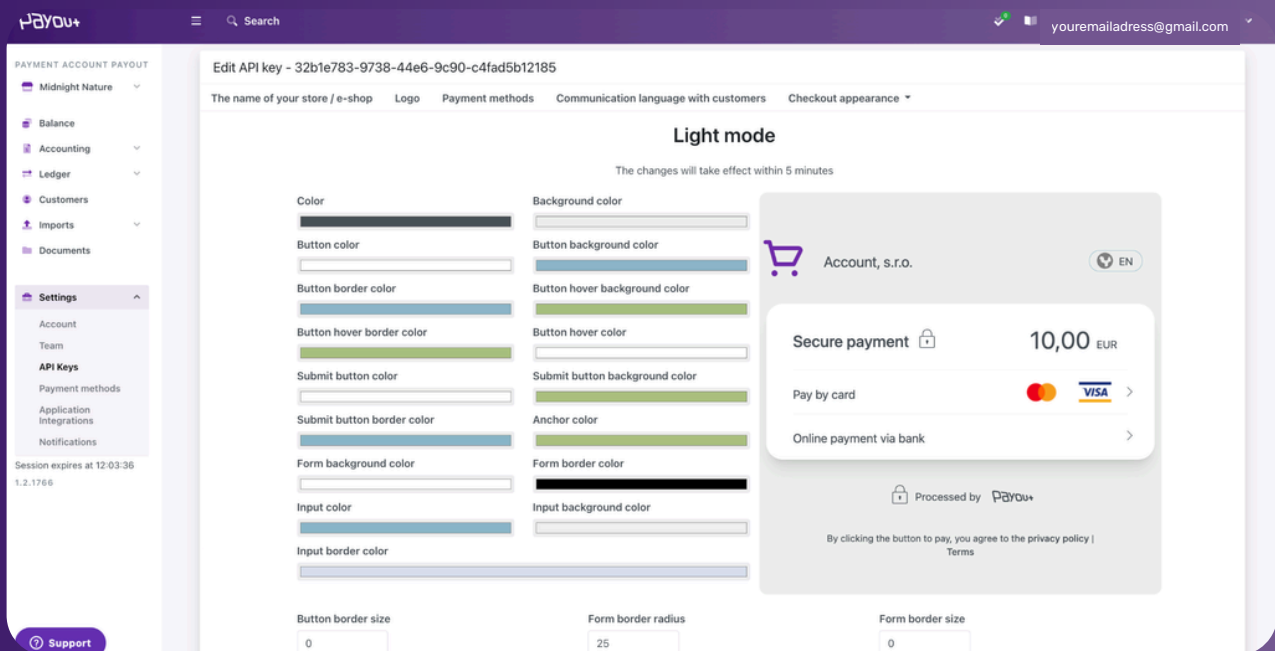 Payout
Search
youremailadress@gmail.com
PAYMENT ACCOUNT PAYOUT
Midnight Nature
Balance
Accounting
Ledger
Customers
Imports
Documents
Settings
Account
Team
API Keys
Payment methods
Application
Integrations
Notifications
Session expires at 12:03:36
1.2.1766
Support
Edit API key - 32b1e783-9738-44e6-9c90-c4fad5b12185
The name of your store / e-shop Logo Payment methods Communication language with customers Checkout appearance
Light mode
The changes will take effect within 5 minutes
Color Background color
Button color Button background color
Button border color Button hover background color
Button hover border color Button hover color
Submit button color Submit button background color
Submit button border color Anchor color
Form background color Form border color
Input color Input background color
Input border color
Account, s.r.o. EN
Secure payment 10,00 EUR
Pay by card VISA
Online payment via bank
Processed by Payout
By clicking the button to pay, you agree to the privacy policy |
Terms
Button border size Form border radius Form border size
0 25 0